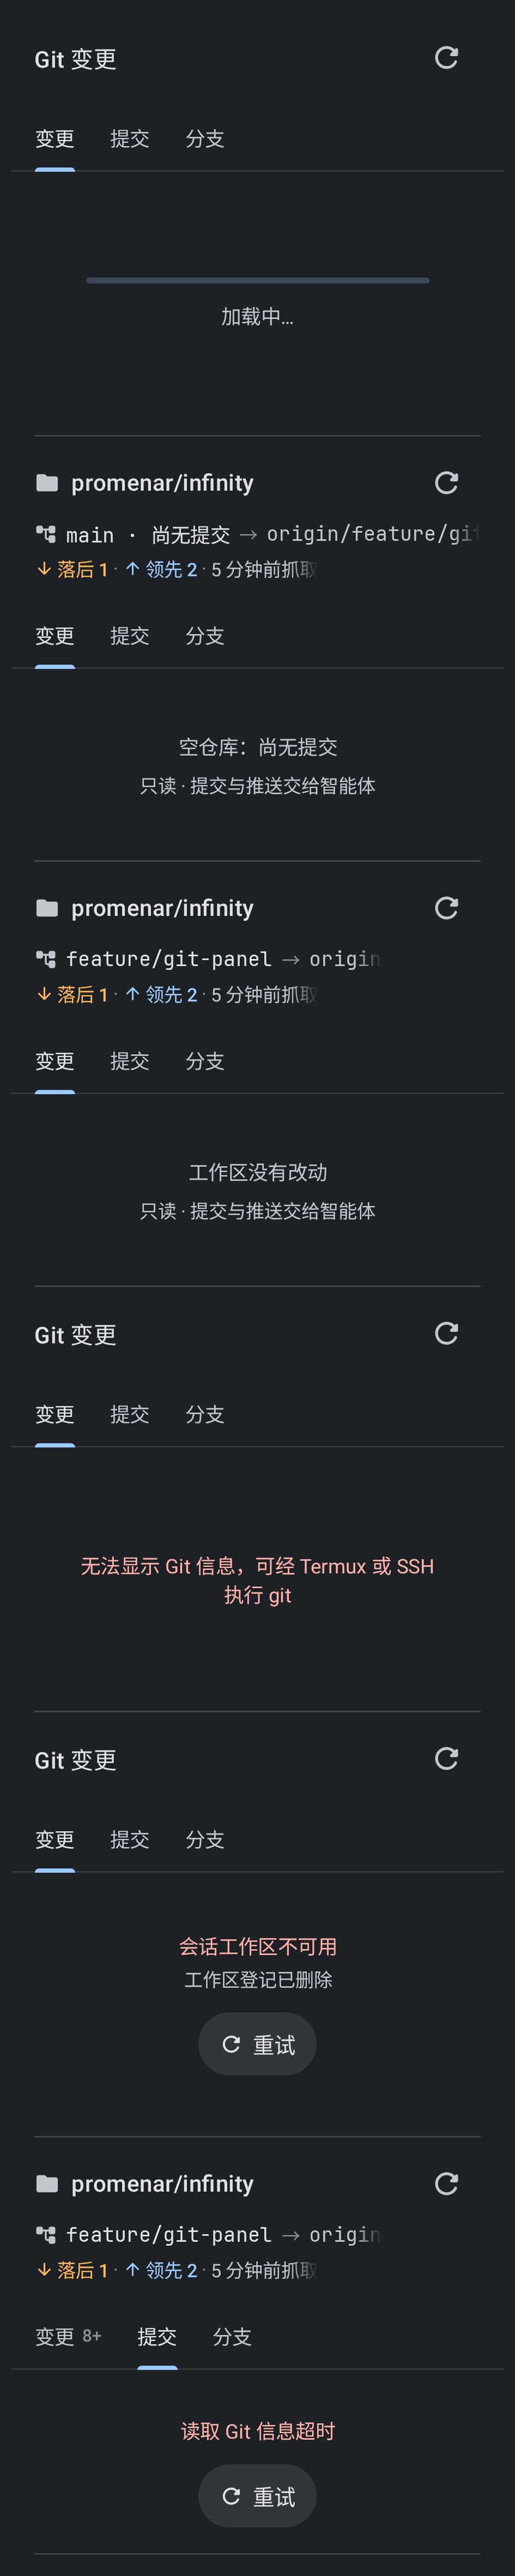 Git 变更
变更 提交 分支
加载中...
promenar/infinity
main · 尚无提交 → origin/feature/git
↓ 落后 1 · ↑ 领先 2 · 5 分钟前抓取
变更 提交 分支
空仓库：尚无提交
只读 · 提交与推送交给智能体
promenar/infinity
feature/git-panel → origin
↓ 落后 1 · ↑ 领先 2 · 5 分钟前抓取
变更 提交 分支
工作区没有改动
只读 · 提交与推送交给智能体
Git 变更
变更 提交 分支
无法显示 Git 信息，可经 Termux 或 SSH
执行 git
Git 变更
变更 提交 分支
会话工作区不可用
工作区登记已删除
重试
promenar/infinity
feature/git-panel → origin
↓ 落后 1 · ↑ 领先 2 · 5 分钟前抓取
变更 8+ 提交 分支
读取 Git 信息超时
重试